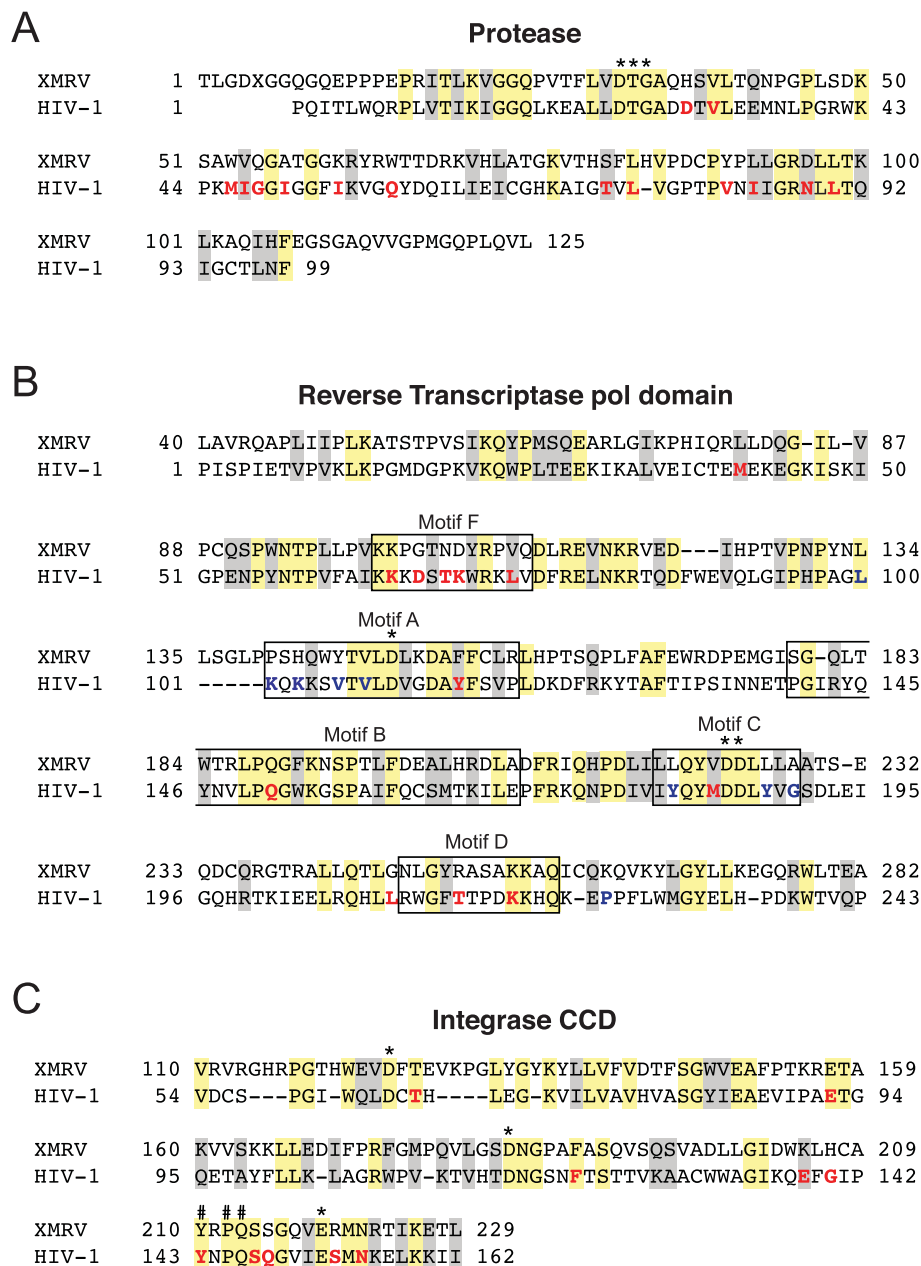 A
Protease
***
XMRV 1 TLGDXGGQGQEPPPEPRITLKVGGQPVTFLVDTGAQHSVLTQNPGPLSDK 50
HIV-1 1 PQITLWQRPLVTIKIGGQLKEALLDTGADDTVLEEMNLPGRWK 43
XMRV 51 SAWVQGATGGKRYRWTTDRKVHLATGKVTHSFLHVPDCPYPLLGRDLLTK 100
HIV-1 44 PKMIGGIGGFIKVGQYDQILIEICGHKAIGTVL-VGPTPVNIIGRNLLTQ 92
XMRV 101 LKAQIHFEGSGAQVVGPMGQPLQVL 125
HIV-1 93 IGCTLNF 99
B
Reverse Transcriptase pol domain
XMRV 40 LAVRQAPLIIPLKATSTPVSIKQYPMSQEARLGIKPHIQRLLDQG-IL-V 87
HIV-1 1 PISPIETVPVKLKPGMDGPKVKQWPLTEEKIKALVEICTEMEKEGKISKI 50
Motif F
XMRV 88 PCQSPWNTPLLPVKKPGTNDYRPVQDLREVNKRVED---IHPTVPNPYNL 134
HIV-1 51 GPENPYNTPVFAIKKKDSTKWRKLVDFRELNKRTQDFWEVQLGIPHPAGL 100
Motif A
*
XMRV 135 LSGLPPSHQWYTVLDLKDAFFCLRLHPTSQPLFAFEWRDPEMGISG-QLT 183
HIV-1 101 -----KQKKSVTVLDVGDAYFSVPLDKDFRKYTAFTIPSINNETPGIRYQ 145
Motif B
Motif C
**
XMRV 184 WTRLPQGFKNSPTLFDEALHRDLADFRIQHPDLILLQYVDDLLLAATS-E 232
HIV-1 146 YNVLPQGWKGSPAIFQCSMTKILEPFRKQNPDIVIYQYMDDLYVGSDLEI 195
Motif D
XMRV 233 QDCQRGTRALLQTLGNLGYRASAKKAQICQKQVKYLGYLLKEGQRWLTEA 282
HIV-1 196 GQHRTKIEELRQHLLRWGFTTPDKKHQK-EPPFLWMGYELH-PDKWTVQP 243
C
Integrase CCD
*
XMRV 110 VRVRGHRPGTHWEVDFTEVKPGLYGYKYLLVFVDTFSGWVEAFPTKRETA 159
HIV-1 54 VDCS---PGI-WQLDCTH----LEG-KVILVAVHVASGYIEAEVIPAETG 94
*
XMRV 160 KVVSKKLLEDIFPRFGMPQVLGSDNGPAFASQVSQSVADLLGIDWKLHCA 209
HIV-1 95 QETAYFLLK-LAGRWPV-KTVHTDNGSNFTSTTVKAACWWAGIKQEFGIP 142
# ## *
XMRV 210 YRPQSSGQVERMNRTIKETL 229
HIV-1 143 YNPQSQGVIESMNKELKKII 162